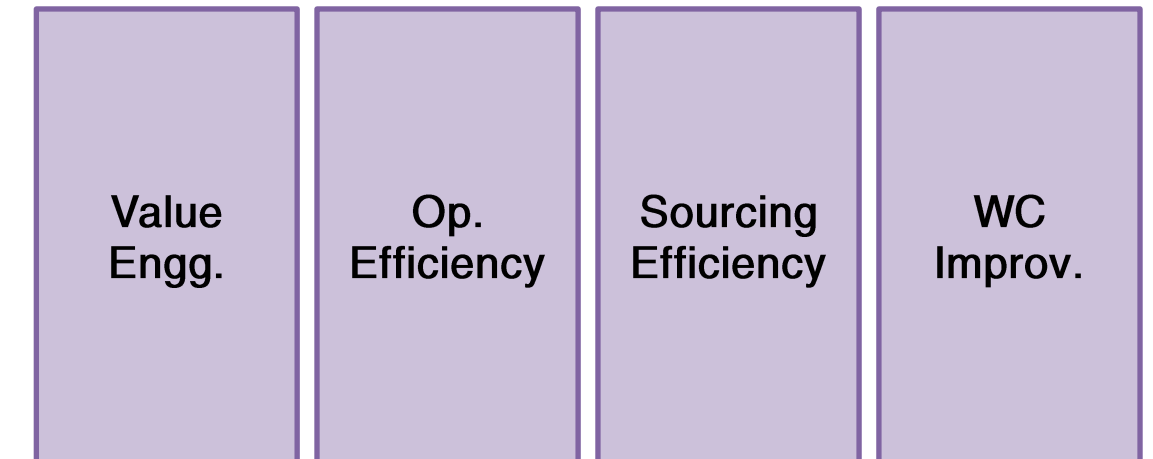 Value
Engg.
Op.
Efficiency
Sourcing
Efficiency
WC
Improv.